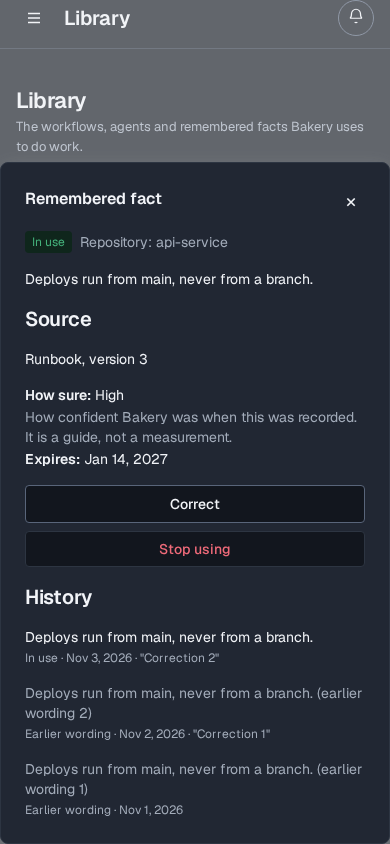 Library
Library
The workflows, agents and remembered facts Bakery uses
to do work.
Remembered fact
In use
Repository: api-service
Deploys run from main, never from a branch.
Source
Runbook, version 3
How sure: High
How confident Bakery was when this was recorded.
It is a guide, not a measurement.
Expires: Jan 14, 2027
Correct
Stop using
History
Deploys run from main, never from a branch.
In use · Nov 3, 2026 · "Correction 2"
Deploys run from main, never from a branch. (earlier
wording 2)
Earlier wording · Nov 2, 2026 · "Correction 1"
Deploys run from main, never from a branch. (earlier
wording 1)
Earlier wording · Nov 1, 2026